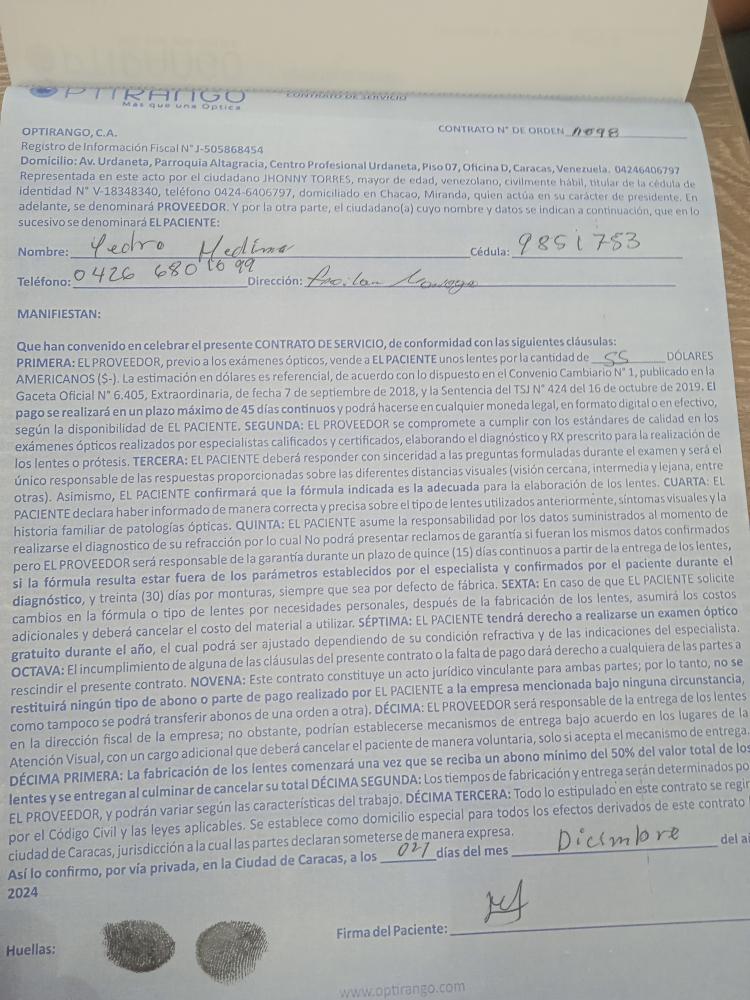 OPTIRANGO
Más que una Óptica
CONTRATO DE SERVICIO
OPTIRANGO, C.A.
CONTRATO N° DE ORDEN 11098
Registro de Información Fiscal N° J-505868454
Domicilio: Av. Urdaneta, Parroquia Altagracia, Centro Profesional Urdaneta, Piso 07, Oficina D, Caracas, Venezuela. 04246406797
Representada en este acto por el ciudadano JHONNY TORRES, mayor de edad, venezolano, civilmente hábil, titular de la cédula de
identidad N° V-18348340, teléfono 0424-6406797, domiciliado en Chacao, Miranda, quien actúa en su carácter de presidente. En
adelante, se denominará PROVEEDOR. Y por la otra parte, el ciudadano(a) cuyo nombre y datos se indican a continuación, que en lo
sucesivo se denominará EL PACIENTE:
Nombre: Pedro Medina Cédula: 9851753
Teléfono: 0426 680 16 99 Dirección:
MANIFIESTAN:
Que han convenido en celebrar el presente CONTRATO DE SERVICIO, de conformidad con las siguientes cláusulas:
PRIMERA: EL PROVEEDOR, previo a los exámenes ópticos, vende a EL PACIENTE unos lentes por la cantidad de 55 DÓLARES
AMERICANOS ($-). La estimación en dólares es referencial, de acuerdo con lo dispuesto en el Convenio Cambiario N° 1, publicado en la
Gaceta Oficial N° 6.405, Extraordinaria, de fecha 7 de septiembre de 2018, y la Sentencia del TSJ N° 424 del 16 de octubre de 2019. El
pago se realizará en un plazo máximo de 45 días continuos y podrá hacerse en cualquier moneda legal, en formato digital o en efectivo,
según la disponibilidad de EL PACIENTE. SEGUNDA: EL PROVEEDOR se compromete a cumplir con los estándares de calidad en los
exámenes ópticos realizados por especialistas calificados y certificados, elaborando el diagnóstico y RX prescrito para la realización de
los lentes o prótesis. TERCERA: EL PACIENTE deberá responder con sinceridad a las preguntas formuladas durante el examen y será el
único responsable de las respuestas proporcionadas sobre las diferentes distancias visuales (visión cercana, intermedia y lejana, entre
otras). Asimismo, EL PACIENTE confirmará que la fórmula indicada es la adecuada para la elaboración de los lentes. CUARTA: EL
PACIENTE declara haber informado de manera correcta y precisa sobre el tipo de lentes utilizados anteriormente, síntomas visuales y la
historia familiar de patologías ópticas. QUINTA: EL PACIENTE asume la responsabilidad por los datos suministrados al momento de
realizarse el diagnostico de su refracción por lo cual No podrá presentar reclamos de garantía si fueran los mismos datos confirmados
pero EL PROVEEDOR será responsable de la garantía durante un plazo de quince (15) días continuos a partir de la entrega de los lentes,
si la fórmula resulta estar fuera de los parámetros establecidos por el especialista y confirmados por el paciente durante el
diagnóstico, y treinta (30) días por monturas, siempre que sea por defecto de fábrica. SEXTA: En caso de que EL PACIENTE solicite
cambios en la fórmula o tipo de lentes por necesidades personales, después de la fabricación de los lentes, asumirá los costos
adicionales y deberá cancelar el costo del material a utilizar. SÉPTIMA: EL PACIENTE tendrá derecho a realizarse un examen óptico
gratuito durante el año, el cual podrá ser ajustado dependiendo de su condición refractiva y de las indicaciones del especialista.
OCTAVA: El incumplimiento de alguna de las cláusulas del presente contrato o la falta de pago dará derecho a cualquiera de las partes a
rescindir el presente contrato. NOVENA: Este contrato constituye un acto jurídico vinculante para ambas partes; por lo tanto, no se
restituirá ningún tipo de abono o parte de pago realizado por EL PACIENTE a la empresa mencionada bajo ninguna circunstancia,
como tampoco se podrá transferir abonos de una orden a otra). DÉCIMA: EL PROVEEDOR será responsable de la entrega de los lentes
en la dirección fiscal de la empresa; no obstante, podrían establecerse mecanismos de entrega bajo acuerdo en los lugares de la
Atención Visual, con un cargo adicional que deberá cancelar el paciente de manera voluntaria, solo si acepta el mecanismo de entrega.
DÉCIMA PRIMERA: La fabricación de los lentes comenzará una vez que se reciba un abono mínimo del 50% del valor total de los
lentes y se entregan al culminar de cancelar su total DÉCIMA SEGUNDA: Los tiempos de fabricación y entrega serán determinados po
EL PROVEEDOR, y podrán variar según las características del trabajo. DÉCIMA TERCERA: Todo lo estipulado en este contrato se regir
por el Código Civil y las leyes aplicables. Se establece como domicilio especial para todos los efectos derivados de este contrato
ciudad de Caracas, jurisdicción a la cual las partes declaran someterse de manera expresa.
Así lo confirmo, por vía privada, en la Ciudad de Caracas, a los 027 días del mes Diciembre del a
2024
Firma del Paciente:
Huellas:
www.optirango.com